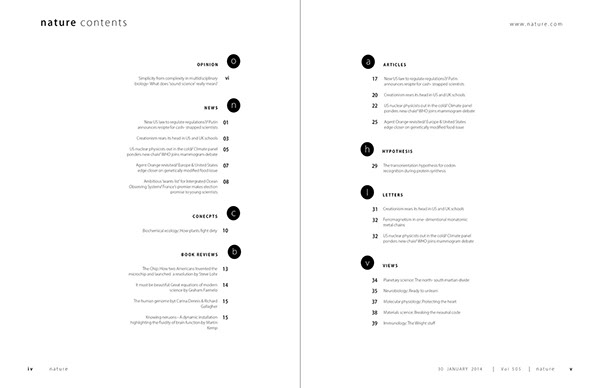 nature contents
o
OPINION
Simplicity from complexity in multidisciplinary vi
biology: What does 'sound science' really mean?
n
NEWS
New US law to regulate regulations!? Putin 01
announces respite for cash- strapped scientists
Creationism rears its head in US and UK schools 03
US nuclear physicists out in the cold? Climate panel 05
ponders new chair? WHO joins mammogram debate
Agent Orange revisited? Europe & United States 07
edge closer on genetically modified food issue
Ambitious 'wants list' for Intergrated Ocean 08
Observing System? France's premier makes election
promise to young scientists
c
CONECPTS
Biochemical ecology: How plants fight dirty 10
b
BOOK REVIEWS
The Chip: How two Americans Invented the 13
microchip and launched a revolution by Steve Lohr
It must be beautiful: Great equations of modern 14
science by Graham Farmelo
The human genome by: Carina Dennis & Richard 15
Gallagher
Knowing neruons - A dynamic installation 15
highlighting the fluidity of brain function by Martin
Kemp
iv nature
www.nature.com
a
ARTICLES
17 New US law to regulate regulations!? Putin
announces respite for cash- strapped scientists
20 Creationism rears its head in US and UK schools
22 US nuclear physicists out in the cold? Climate panel
ponders new chair? WHO joins mammogram debate
25 Agent Orange revisited? Europe & United States
edge closer on genetically modified food issue
h
HYPOTHESIS
29 The transorientation hypothesis for codon
recognition during protein synthesis
l
LETTERS
31 Creationism rears its head in US and UK schools
32 Ferromagnetism in one- dimentional monatomic
metal chains
32 US nuclear physicists out in the cold? Climate panel
ponders new chair? WHO joins mammogram debate
v
VIEWS
34 Planetary science: The north- south martian divide
35 Neurobiology: Ready to unlearn
37 Molecular physiology: Protecting the heart
38 Materials science: Breaking the neuronal code
39 Immunology: The Wright stuff
30 JANUARY 2014 | Vol 505 | nature v